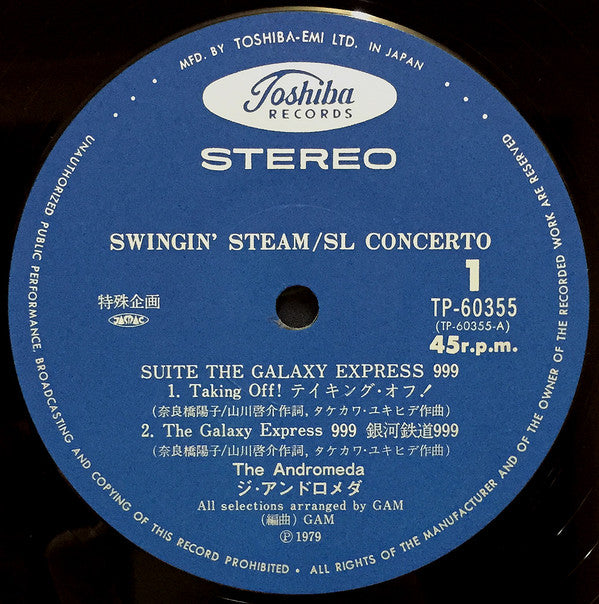 MFD. BY TOSHIBA-EMI LTD. IN JAPAN
Toshiba
RECORDS
STEREO
SWINGIN' STEAM/SL CONCERTO
特殊企画
JASRAC
1
TP-60355
(TP-60355-A)
45r.p.m.
SUITE THE GALAXY EXPRESS 999
1. Taking Off! テイキング・オフ!
(奈良橋陽子/山川啓介作詞, タケカワ・ユキヒデ作曲)
2. The Galaxy Express 999 銀河鉄道999
(奈良橋陽子/山川啓介作詞, タケカワ・ユキヒデ作曲)
The Andromeda
ジ・アンドロメダ
All selections arranged by GAM
(編曲) GAM
Ⓟ 1979
• UNAUTHORIZED PUBLIC PERFORMANCE, BROADCASTING AND COPYING OF THIS RECORD PROHIBITED • ALL RIGHTS OF THE MANUFACTURER AND OF THE OWNER OF THE RECORDED WORK ARE RESERVED •